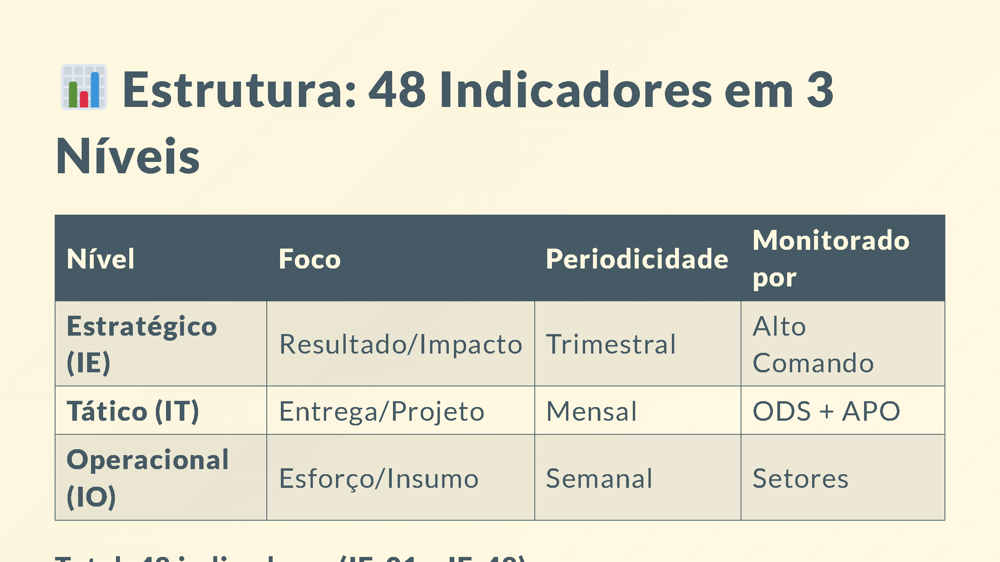 Estrutura: 48 Indicadores em 3
Níveis
Nível Foco Periodicidade Monitorado por
Estratégico (IE) Resultado/Impacto Trimestral Alto Comando
Tático (IT) Entrega/Projeto Mensal ODS + APO
Operacional (IO) Esforço/Insumo Semanal Setores